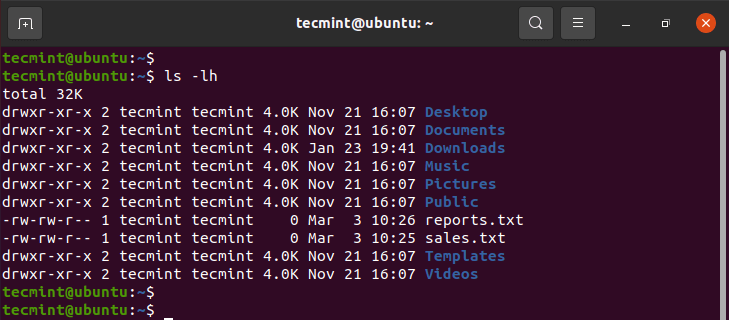 tecmint@ubuntu: ~
tecmint@ubuntu:~$
tecmint@ubuntu:~$ ls -lh
total 32K
drwxr-xr-x 2 tecmint tecmint 4.0K Nov 21 16:07 Desktop
drwxr-xr-x 2 tecmint tecmint 4.0K Nov 21 16:07 Documents
drwxr-xr-x 2 tecmint tecmint 4.0K Jan 23 19:41 Downloads
drwxr-xr-x 2 tecmint tecmint 4.0K Nov 21 16:07 Music
drwxr-xr-x 2 tecmint tecmint 4.0K Nov 21 16:07 Pictures
drwxr-xr-x 2 tecmint tecmint 4.0K Nov 21 16:07 Public
-rw-rw-r-- 1 tecmint tecmint    0 Mar  3 10:26 reports.txt
-rw-rw-r-- 1 tecmint tecmint    0 Mar  3 10:25 sales.txt
drwxr-xr-x 2 tecmint tecmint 4.0K Nov 21 16:07 Templates
drwxr-xr-x 2 tecmint tecmint 4.0K Nov 21 16:07 Videos
tecmint@ubuntu:~$
tecmint@ubuntu:~$